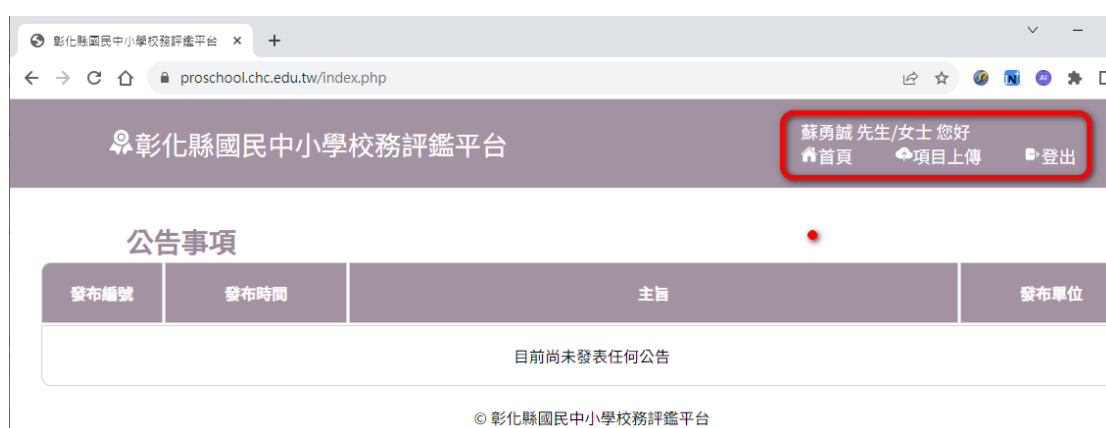 彰化縣國民中小學校務評鑑平台
proschool.chc.edu.tw/index.php
彰化縣國民中小學校務評鑑平台
蘇勇誠 先生/女士 您好
首頁 項目上傳 登出
公告事項
發布編號 發布時間 主旨 發布單位
目前尚未發表任何公告
© 彰化縣國民中小學校務評鑑平台